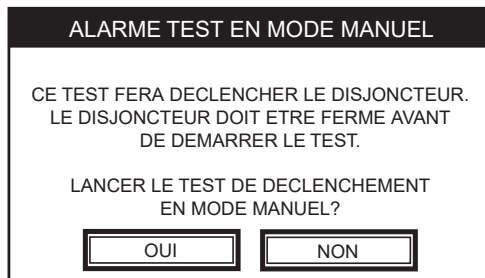 ALARME TEST EN MODE MANUEL
CE TEST FERA DECLENCHER LE DISJONCTEUR.
LE DISJONCTEUR DOIT ETRE FERME AVANT
DE DEMARRER LE TEST.
LANCER LE TEST DE DECLENCHEMENT
EN MODE MANUEL?
OUI NON